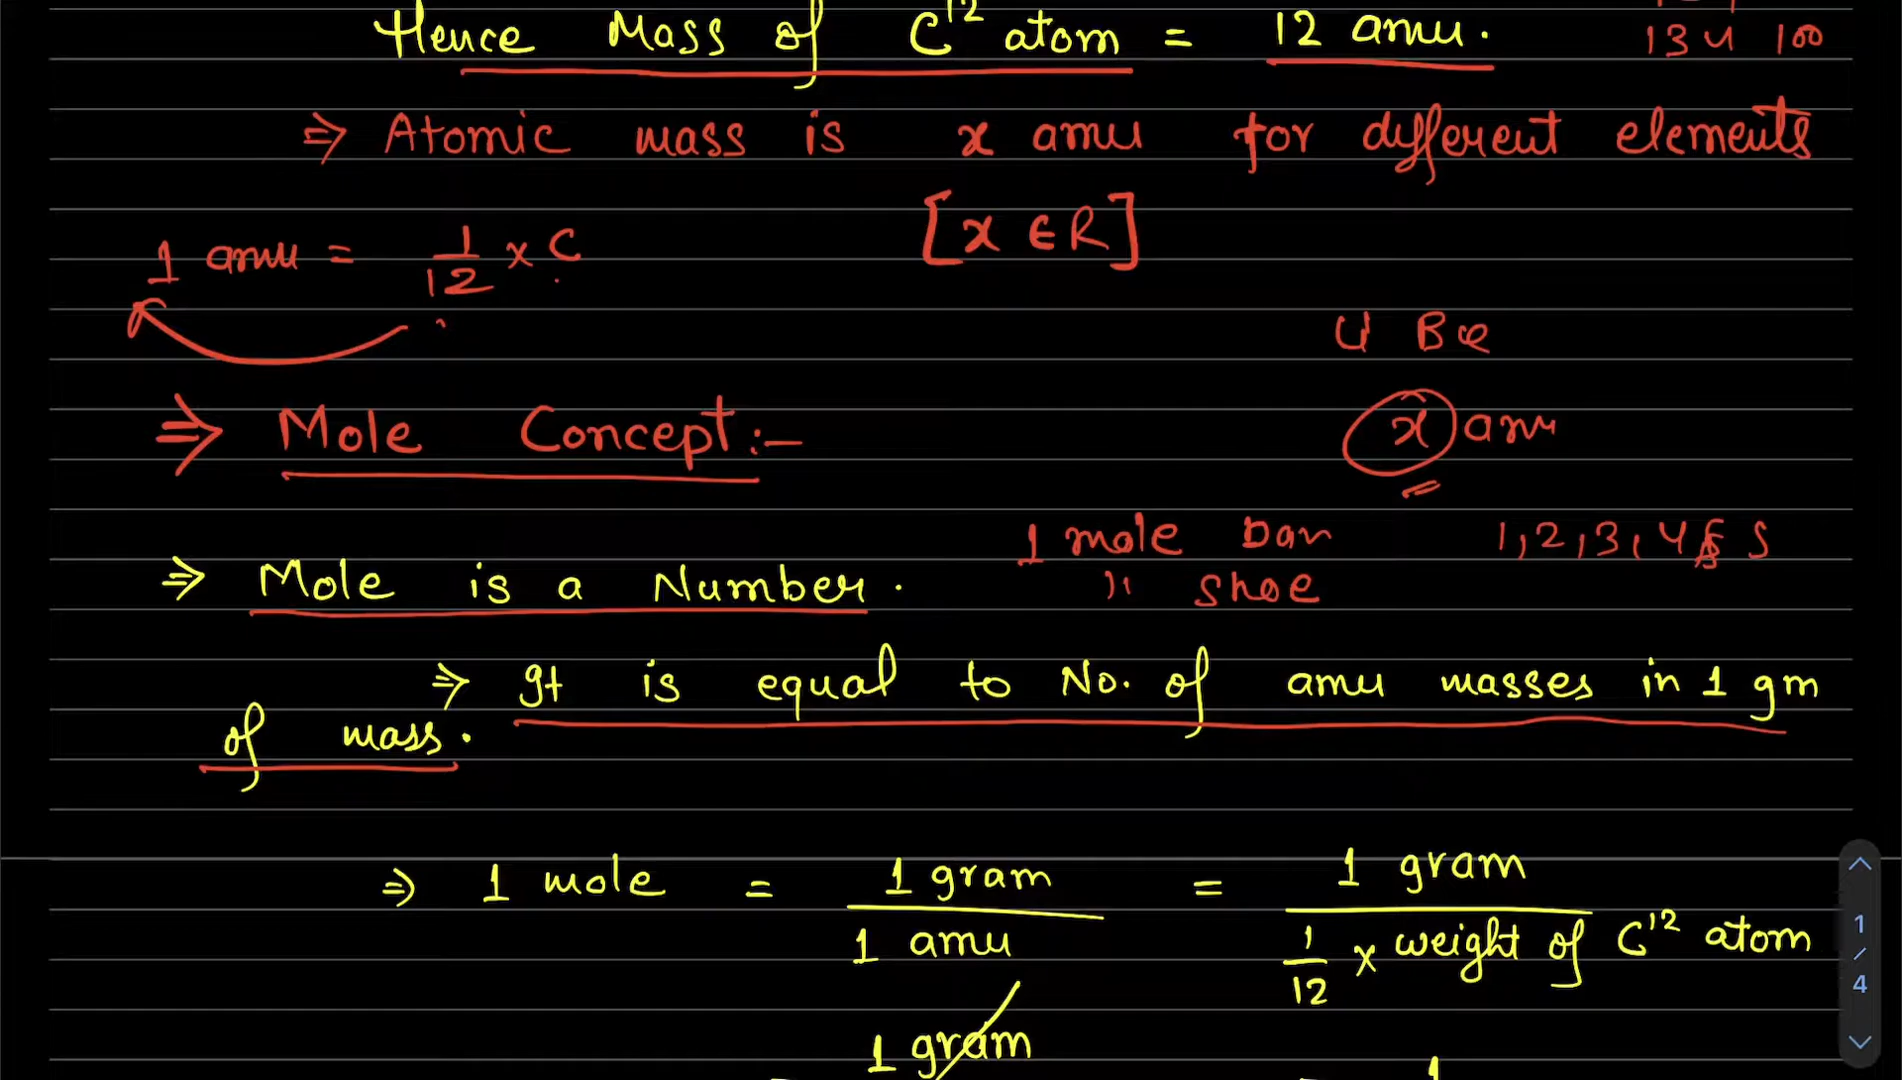 Hence Mass of C¹² atom = 12 amu.
134 100
⇒ Atomic mass is x amu for different elements
[x ∈ R]
1 amu = 1/12 × C
4 Be
x amu
⇒ Mole Concept :-
1 mole
1,2,3,4,5
⇒ Mole is a Number.
" shoe
⇒ It is equal to No. of amu masses in 1 gm
of mass.
⇒ 1 mole = 1 gram / 1 amu = 1 gram / 1/12 × weight of C¹² atom
1 gram
1
1 / 4